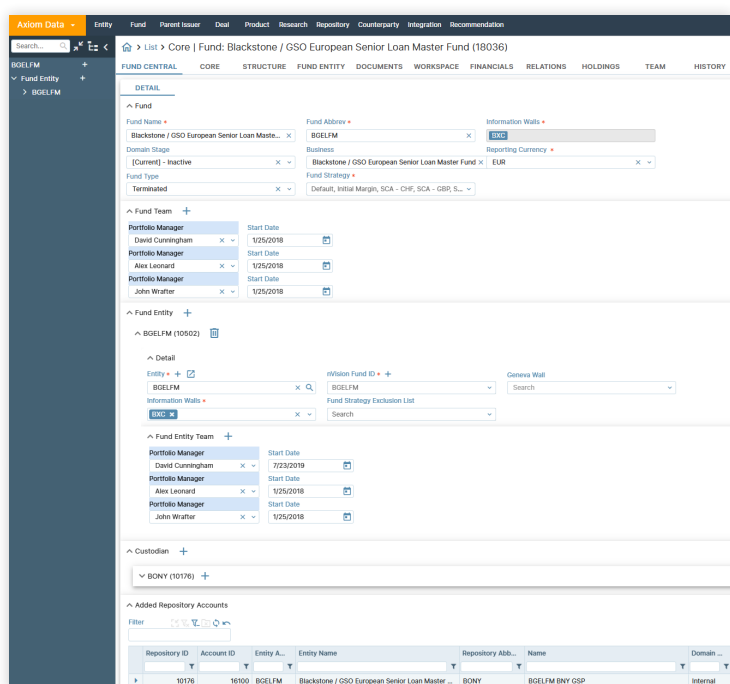 Axiom Data Entity Fund Parent Issuer Deal Product Research Repository Counterparty Integration Recommendation
Search...
> List > Core | Fund: Blackstone / GSO European Senior Loan Master Fund (18036)
BGELFM +
Fund Entity +
BGELFM
FUND CENTRAL CORE STRUCTURE FUND ENTITY DOCUMENTS WORKSPACE FINANCIALS RELATIONS HOLDINGS TEAM HISTORY
DETAIL
Fund
Fund Name * Fund Abbrev * Information Walls *
Blackstone / GSO European Senior Loan Maste... BGELFM BXC
Domain Stage Business Reporting Currency *
[Current] - Inactive Blackstone / GSO European Senior Loan Master Fund EUR
Fund Type Fund Strategy *
Terminated Default, Initial Margin, SCA - CHF, SCA - GBP, S...
Fund Team +
Portfolio Manager Start Date
David Cunningham 1/25/2018
Portfolio Manager Start Date
Alex Leonard 1/25/2018
Portfolio Manager Start Date
John Wrafter 1/25/2018
Fund Entity +
BGELFM (10502)
Detail
Entity * + nVision Fund ID * + Geneva Wall
BGELFM BGELFM Search
Information Walls * Fund Strategy Exclusion List
BXC Search
Fund Entity Team +
Portfolio Manager Start Date
David Cunningham 7/23/2019
Portfolio Manager Start Date
Alex Leonard 1/25/2018
Portfolio Manager Start Date
John Wrafter 1/25/2018
Custodian +
BONY (10176) +
Added Repository Accounts
Filter
Repository ID Account ID Entity A... Entity Name Repository Abb... Name Domain ...
10176 16100 BGELFM Blackstone / GSO European Senior Loan Master ... BONY BGELFM BNY GSP Internal